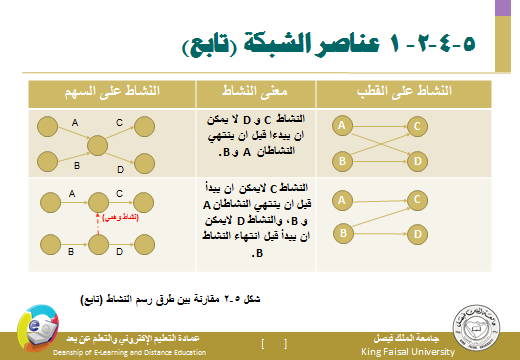 ٥-٤-٢-١ عناصر الشبكة (تابع)
النشاط على القطب
معنى النشاط
النشاط على السهم
A
C
B
D
النشاط C و D لا يمكن
ان يبدءا قبل ان ينتهي
النشاطان A و B.
A
C
B
D
A
C
B
D
النشاط C لايمكن ان يبدأ
قبل ان ينتهي النشاطان A
و B، والنشاط D لايمكن
ان يبدأ قبل انتهاء النشاط
B.
A
C
(نشاط وهمي)
B
D
شكل ٥-٢ مقارنة بين طرق رسم النشاط (تابع)
جامعة الملك فيصل
King Faisal University
[ ]
عمادة التعليم الإلكتروني والتعلم عن بعد
Deanship of E-Learning and Distance Education